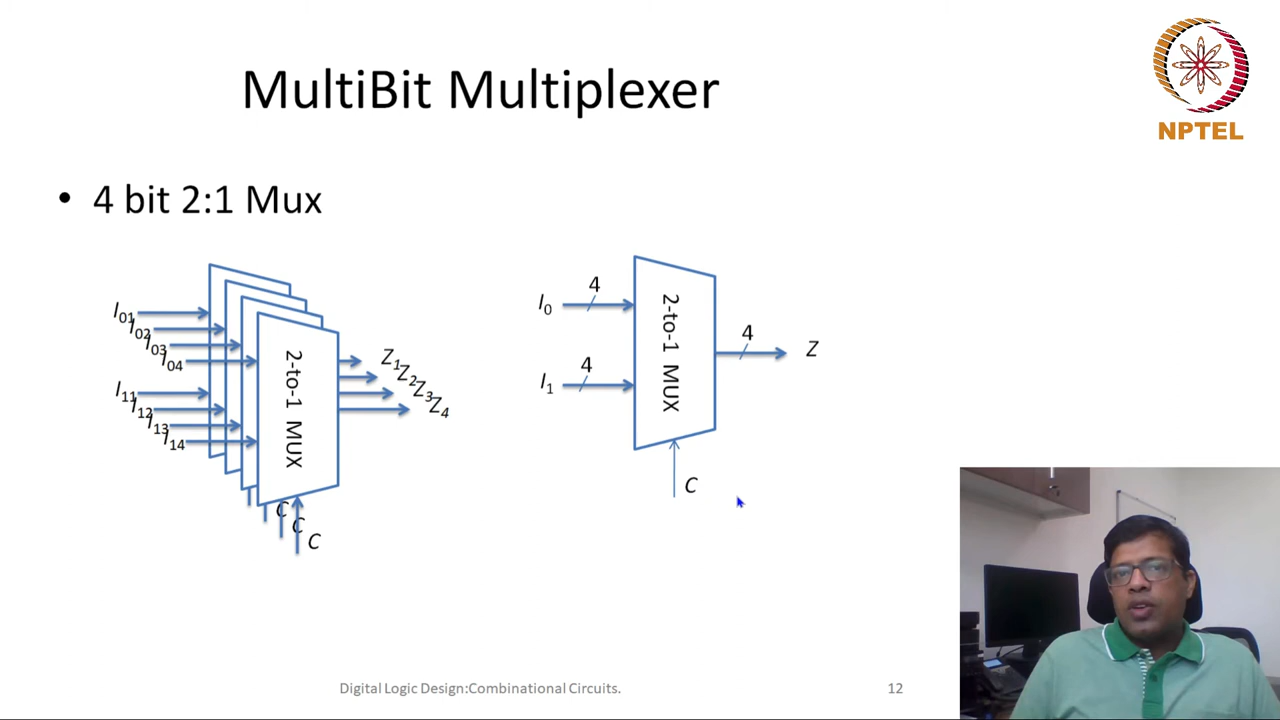 MultiBit Multiplexer
NPTEL
• 4 bit 2:1 Mux
I01
I02
I03
I04
I11
I12
I13
I14
2-to-1 MUX
Z1
Z2
Z3
Z4
C
C
C
I0
4
I1
4
2-to-1 MUX
4
Z
C
Digital Logic Design:Combinational Circuits.
12